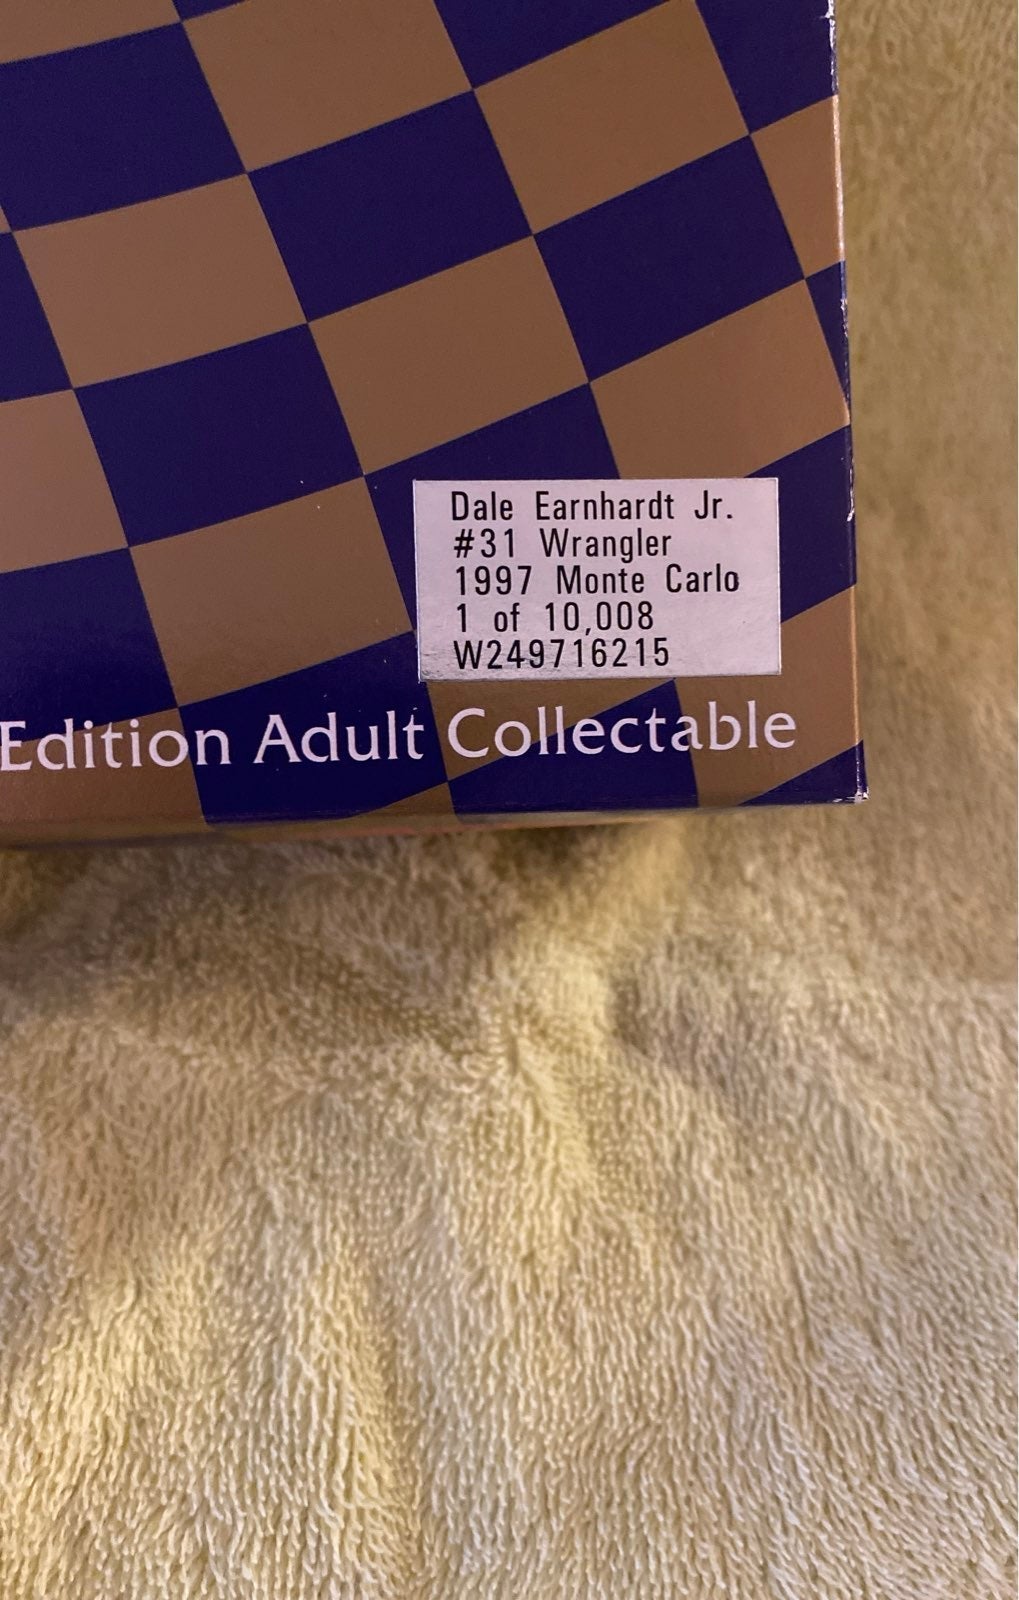 Dale Earnhardt Jr.
#31 Wrangler
1997 Monte Carlo
1 of 10,008
W249716215
Edition Adult Collectable